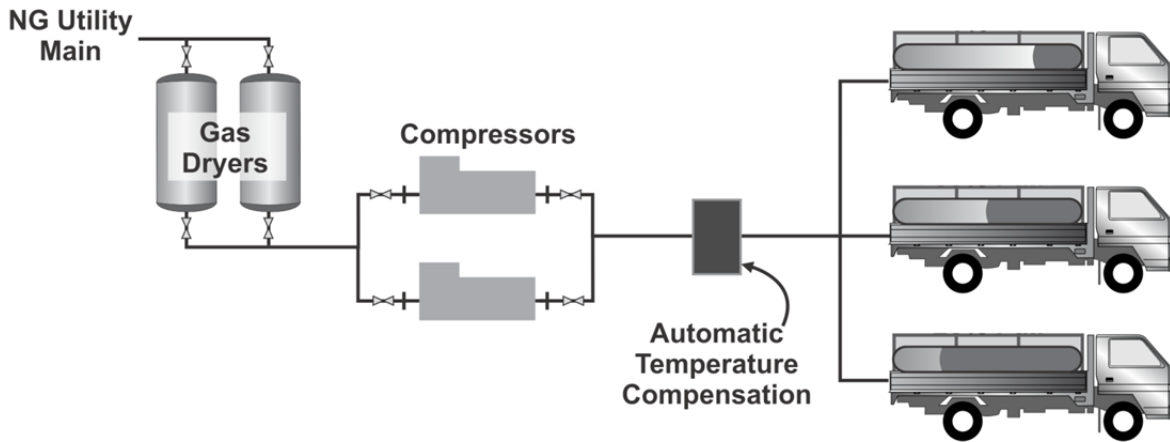 NG Utility
Main
Gas
Dryers
Compressors
Automatic
Temperature
Compensation